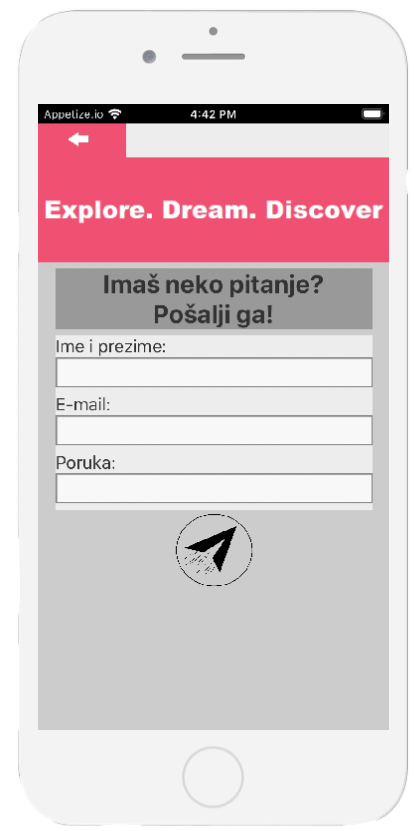 Appetize.io 4:42 PM
Explore. Dream. Discover
Imaš neko pitanje?
Pošalji ga!
Ime i prezime:
E-mail:
Poruka: